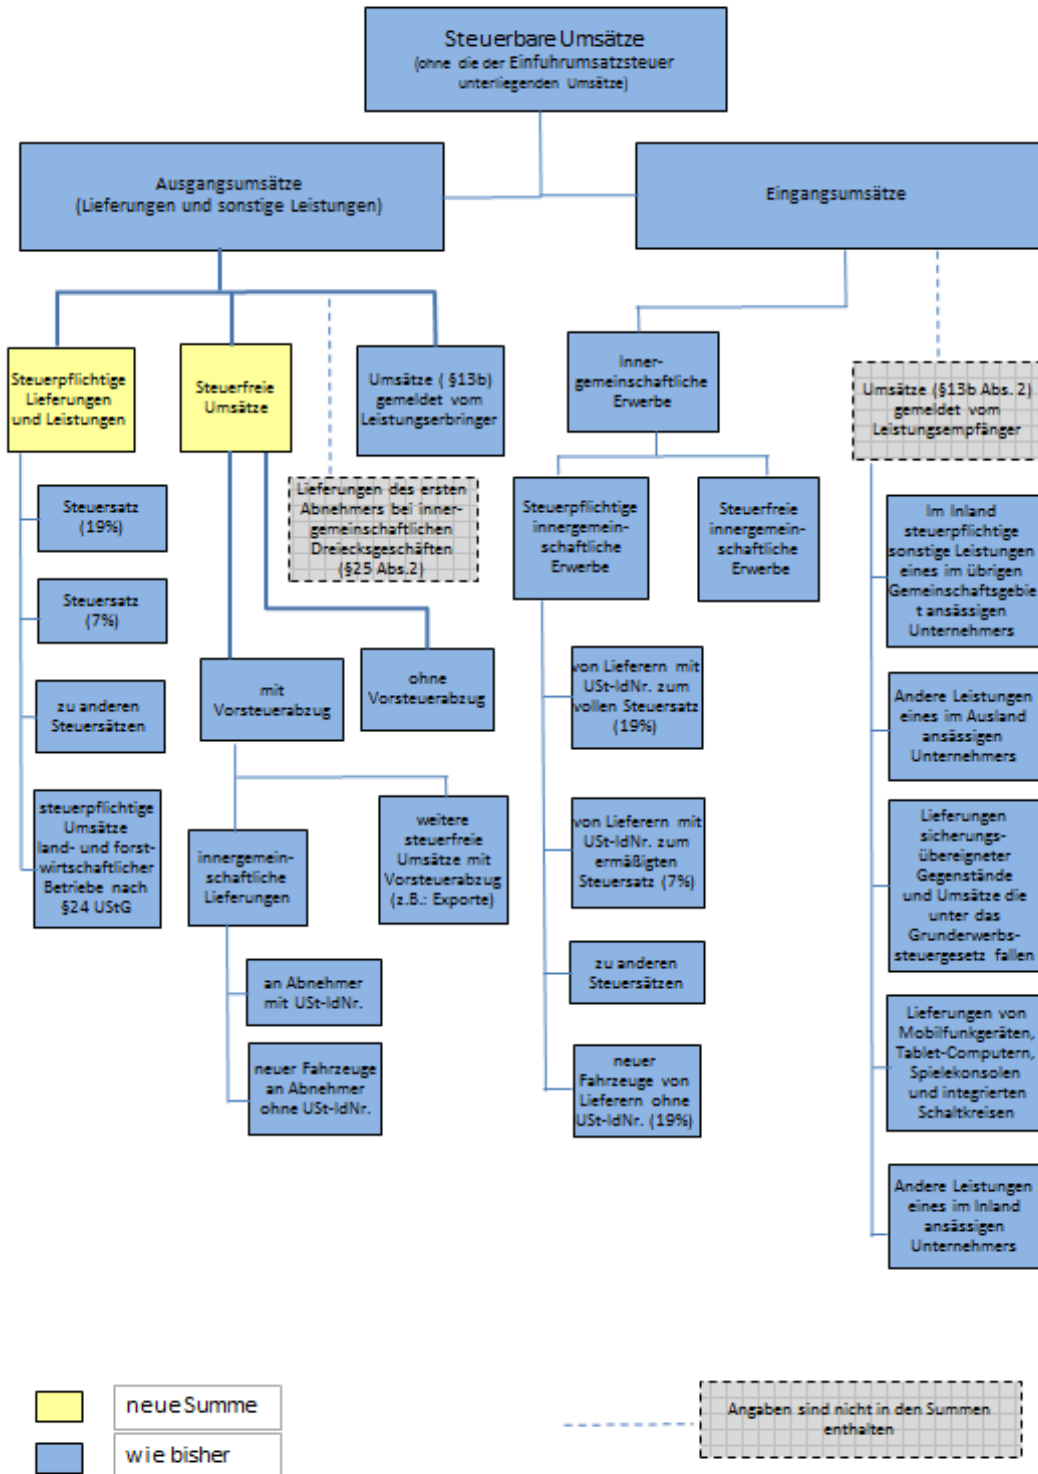 Steuerbare Umsätze
(ohne die der Einfuhrumsatzsteuer
unterliegenden Umsätze)
Ausgangsumsätze
(Lieferungen und sonstige Leistungen)
Eingangsumsätze
Steuerpflichtige
Lieferungen
und Leistungen
Steuerfreie
Umsätze
Umsätze ( §13b)
gemeldet vom
Leistungserbringer
Inner-
gemeinschaftliche
Erwerbe
Umsätze (§13b Abs. 2)
gemeldet vom
Leistungsempfänger
Lieferungen des ersten
Abnehmers bei inner-
gemeinschaftlichen
Dreiecksgeschäften
(§25 Abs.2)
Steuersatz
(19%)
Steuersatz
(7%)
zu anderen
Steuersätzen
steuerpflichtige
Umsätze
land- und forst-
wirtschaftlicher
Betriebe nach
§24 UStG
mit
Vorsteuerabzug
ohne
Vorsteuerabzug
innergemein-
schaftliche
Lieferungen
weitere
steuerfreie
Umsätze mit
Vorsteuerabzug
(z.B.: Exporte)
an Abnehmer
mit USt-IdNr.
neuer Fahrzeuge
an Abnehmer
ohne USt-IdNr.
Steuerpflichtige
innergemein-
schaftliche
Erwerbe
Steuerfreie
innergemein-
schaftliche
Erwerbe
von Lieferern mit
USt-IdNr. zum
vollen Steuersatz
(19%)
von Lieferern mit
USt-IdNr. zum
ermäßigten
Steuersatz (7%)
zu anderen
Steuersätzen
neuer
Fahrzeuge von
Lieferern ohne
USt-IdNr. (19%)
Im Inland
steuerpflichtige
sonstige Leistungen
eines im übrigen
Gemeinschaftsgebie
t ansässigen
Unternehmers
Andere Leistungen
eines im Ausland
ansässigen
Unternehmers
Lieferungen
sicherungs-
übereigneter
Gegenstände
und Umsätze die
unter das
Grunderwerbs-
steuergesetz fallen
Lieferungen von
Mobilfunkgeräten,
Tablet-Computern,
Spielekonsolen
und integrierten
Schaltkreisen
Andere Leistungen
eines im Inland
ansässigen
Unternehmers
neue Summe
wie bisher
Angaben sind nicht in den Summen
enthalten